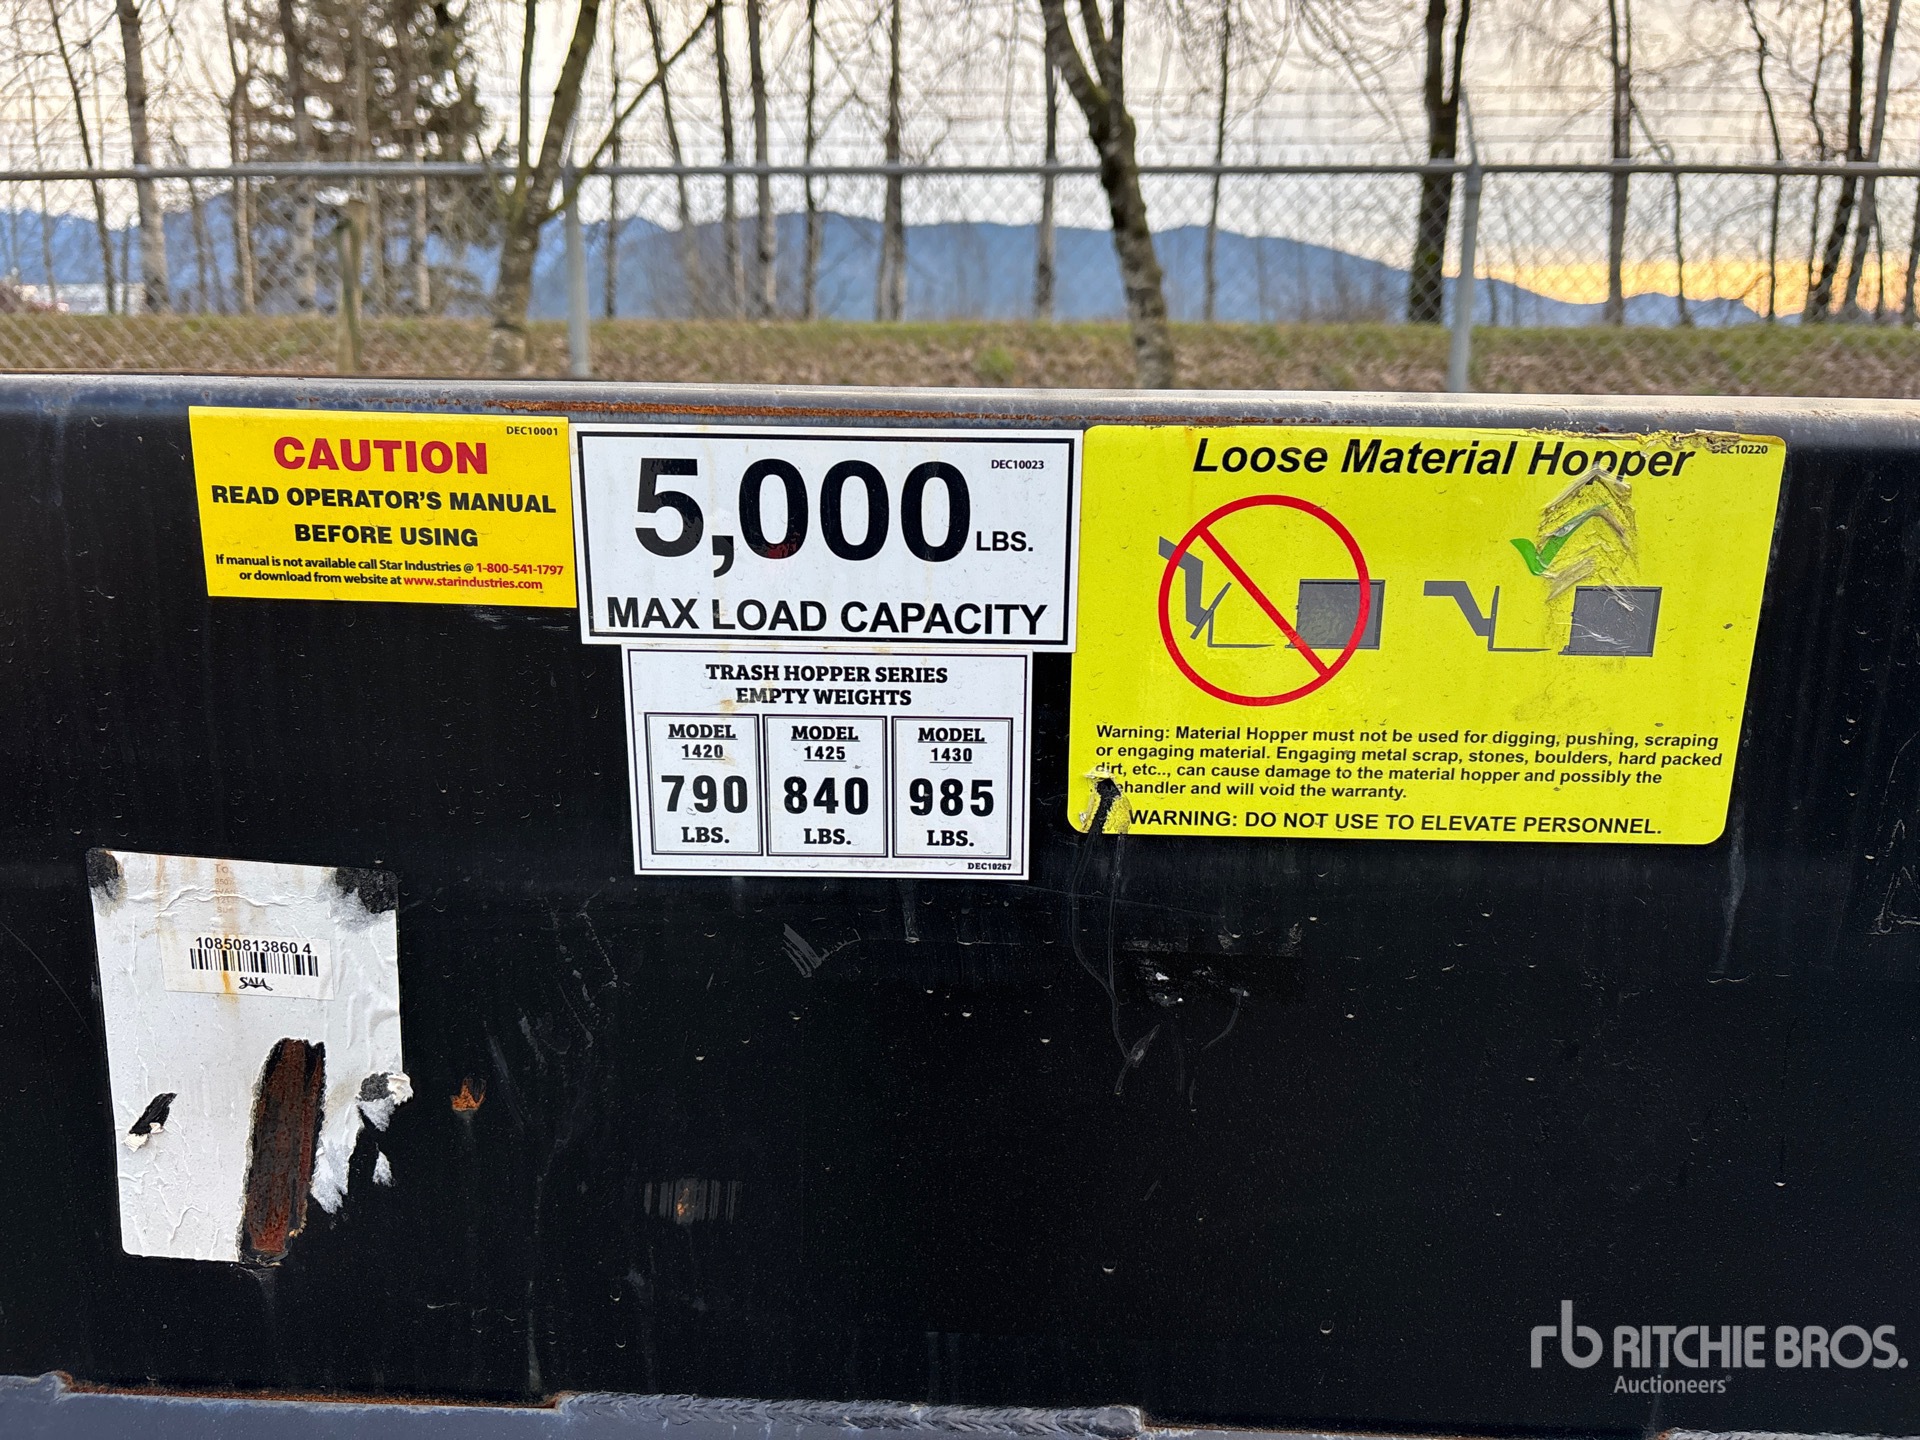 DEC10001
CAUTION
READ OPERATOR'S MANUAL
BEFORE USING
If manual is not available call Star Industries @ 1-800-541-1797
or download from website at www.starindustries.com
DEC10023
5,000 LBS.
MAX LOAD CAPACITY
TRASH HOPPER SERIES
EMPTY WEIGHTS
MODEL
1420
790
LBS.
MODEL
1425
840
LBS.
MODEL
1430
985
LBS.
DEC10267
Loose Material Hopper
DEC10220
Warning: Material Hopper must not be used for digging, pushing, scraping
or engaging material. Engaging metal scrap, stones, boulders, hard packed
dirt, etc.., can cause damage to the material hopper and possibly the
handler and will void the warranty.
WARNING: DO NOT USE TO ELEVATE PERSONNEL.
TO
10850813860 4
SAIA
rb RITCHIE BROS.
Auctioneers